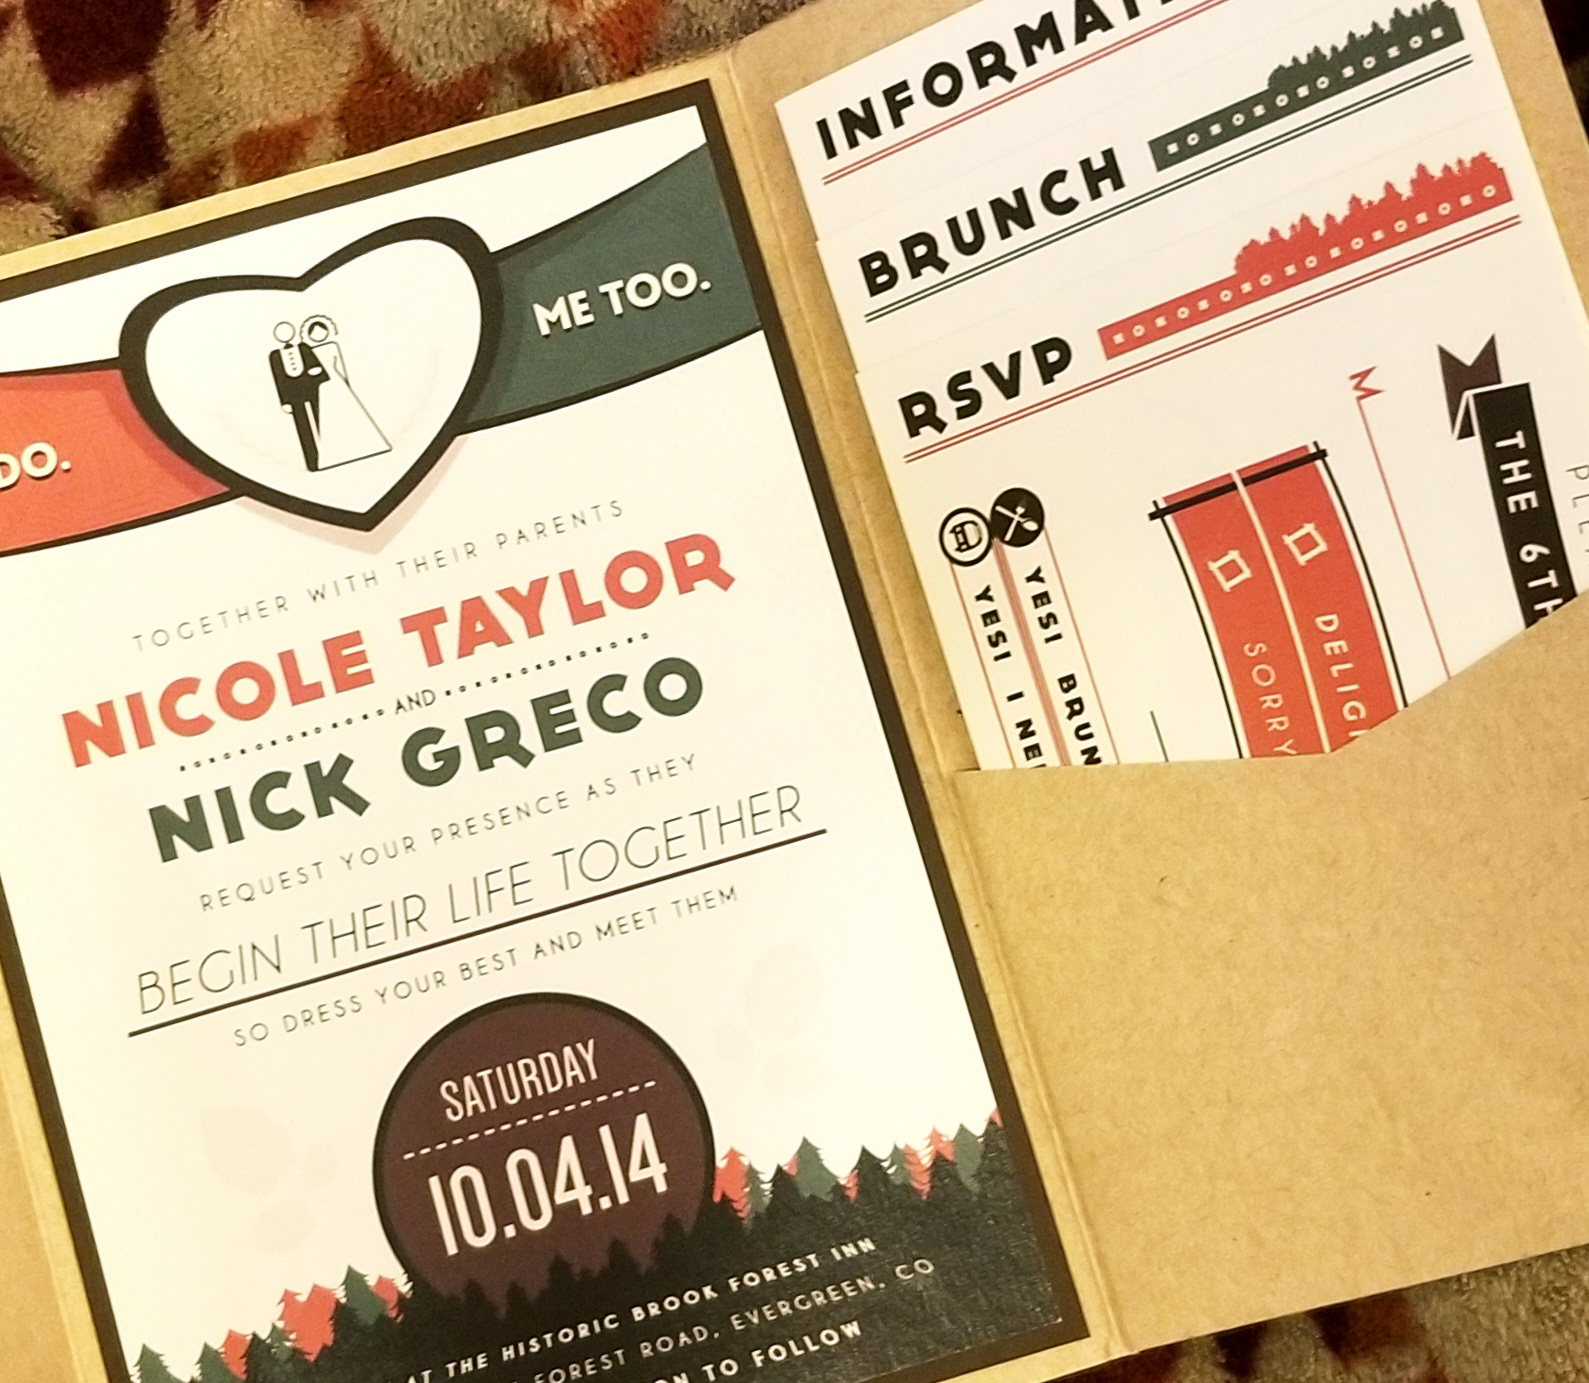 DO.
ME TOO.
TOGETHER WITH THEIR PARENTS
NICOLE TAYLOR
AND
NICK GRECO
REQUEST YOUR PRESENCE AS THEY
BEGIN THEIR LIFE TOGETHER
SO DRESS YOUR BEST AND MEET THEM
SATURDAY
10.04.14
AT THE HISTORIC BROOK FOREST INN
FOREST ROAD, EVERGREEN, CO
TO FOLLOW
BRUNCH
RSVP
M
THE 6TH
YES! BRUN
YES! I NE
SORRY